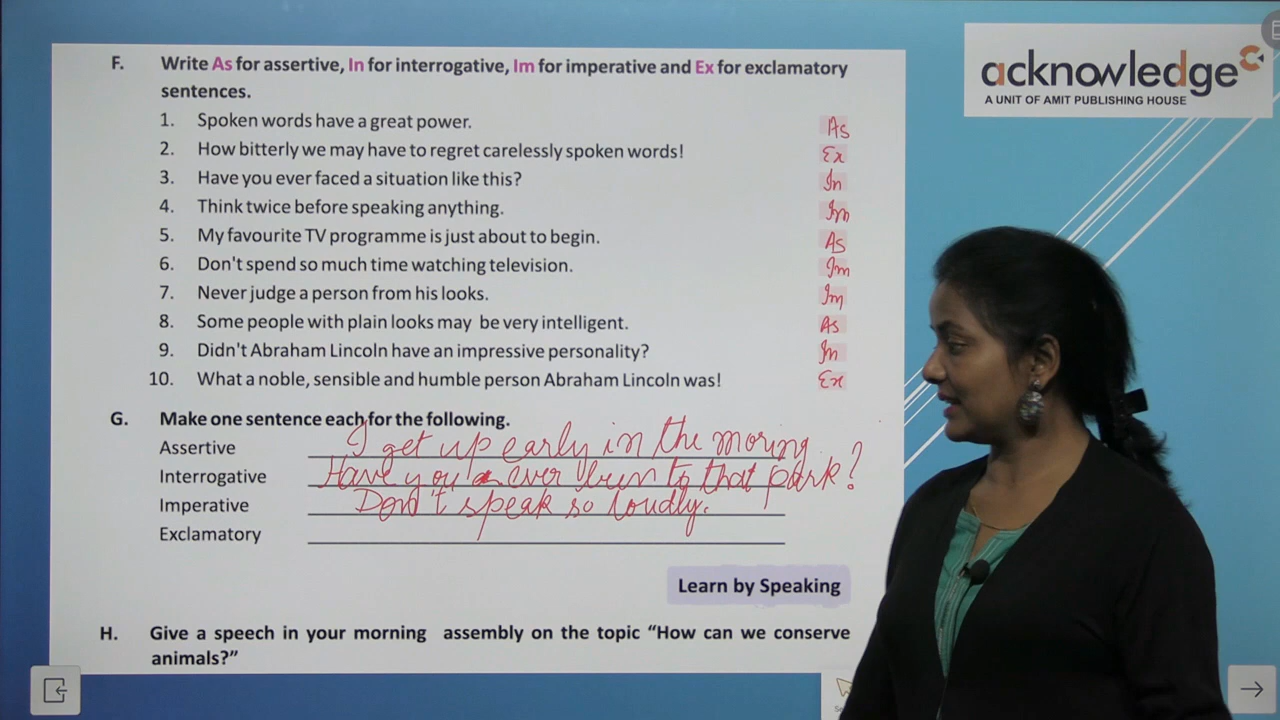 acknowledge
A UNIT OF AMIT PUBLISHING HOUSE
F. Write As for assertive, In for interrogative, Im for imperative and Ex for exclamatory
sentences.
1. Spoken words have a great power. As
2. How bitterly we may have to regret carelessly spoken words! Ex
3. Have you ever faced a situation like this? In
4. Think twice before speaking anything. Im
5. My favourite TV programme is just about to begin. As
6. Don't spend so much time watching television. Im
7. Never judge a person from his looks. Im
8. Some people with plain looks may be very intelligent. As
9. Didn't Abraham Lincoln have an impressive personality? In
10. What a noble, sensible and humble person Abraham Lincoln was! Ex
G. Make one sentence each for the following.
Assertive I get up early in the moring
Interrogative Have you ever been to that park?
Imperative Don't speak so loudly.
Exclamatory
Learn by Speaking
H. Give a speech in your morning assembly on the topic “How can we conserve
animals?”